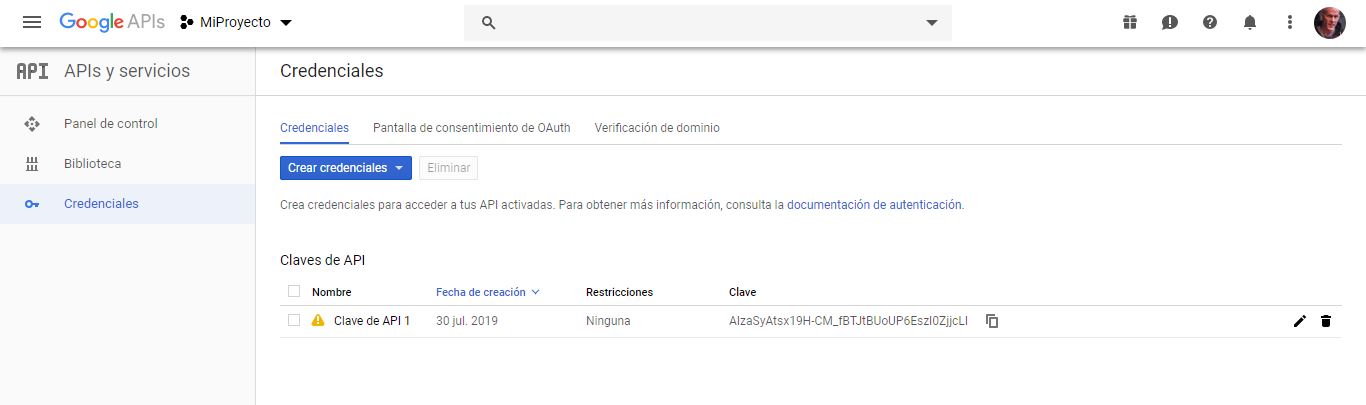 Google APIs MiProyecto
API APIs y servicios
Credenciales
Panel de control
Biblioteca
Credenciales
Credenciales Pantalla de consentimiento de OAuth Verificación de dominio
Crear credenciales Eliminar
Crea credenciales para acceder a tus API activadas. Para obtener más información, consulta la documentación de autenticación.
Claves de API
Nombre Fecha de creación Restricciones Clave
Clave de API 1 30 jul. 2019 Ninguna